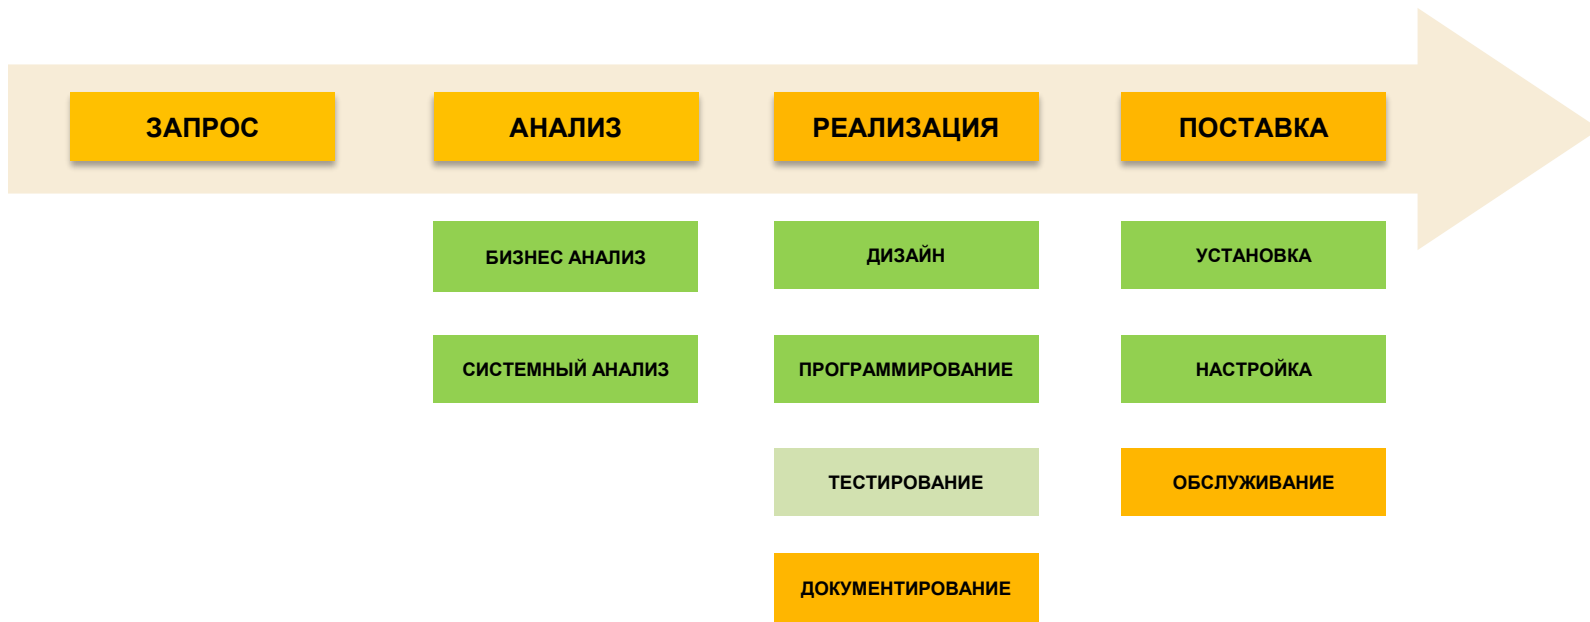 ЗАПРОС
АНАЛИЗ
РЕАЛИЗАЦИЯ
ПОСТАВКА
БИЗНЕС АНАЛИЗ
ДИЗАЙН
УСТАНОВКА
СИСТЕМНЫЙ АНАЛИЗ
ПРОГРАММИРОВАНИЕ
НАСТРОЙКА
ТЕСТИРОВАНИЕ
ОБСЛУЖИВАНИЕ
ДОКУМЕНТИРОВАНИЕ